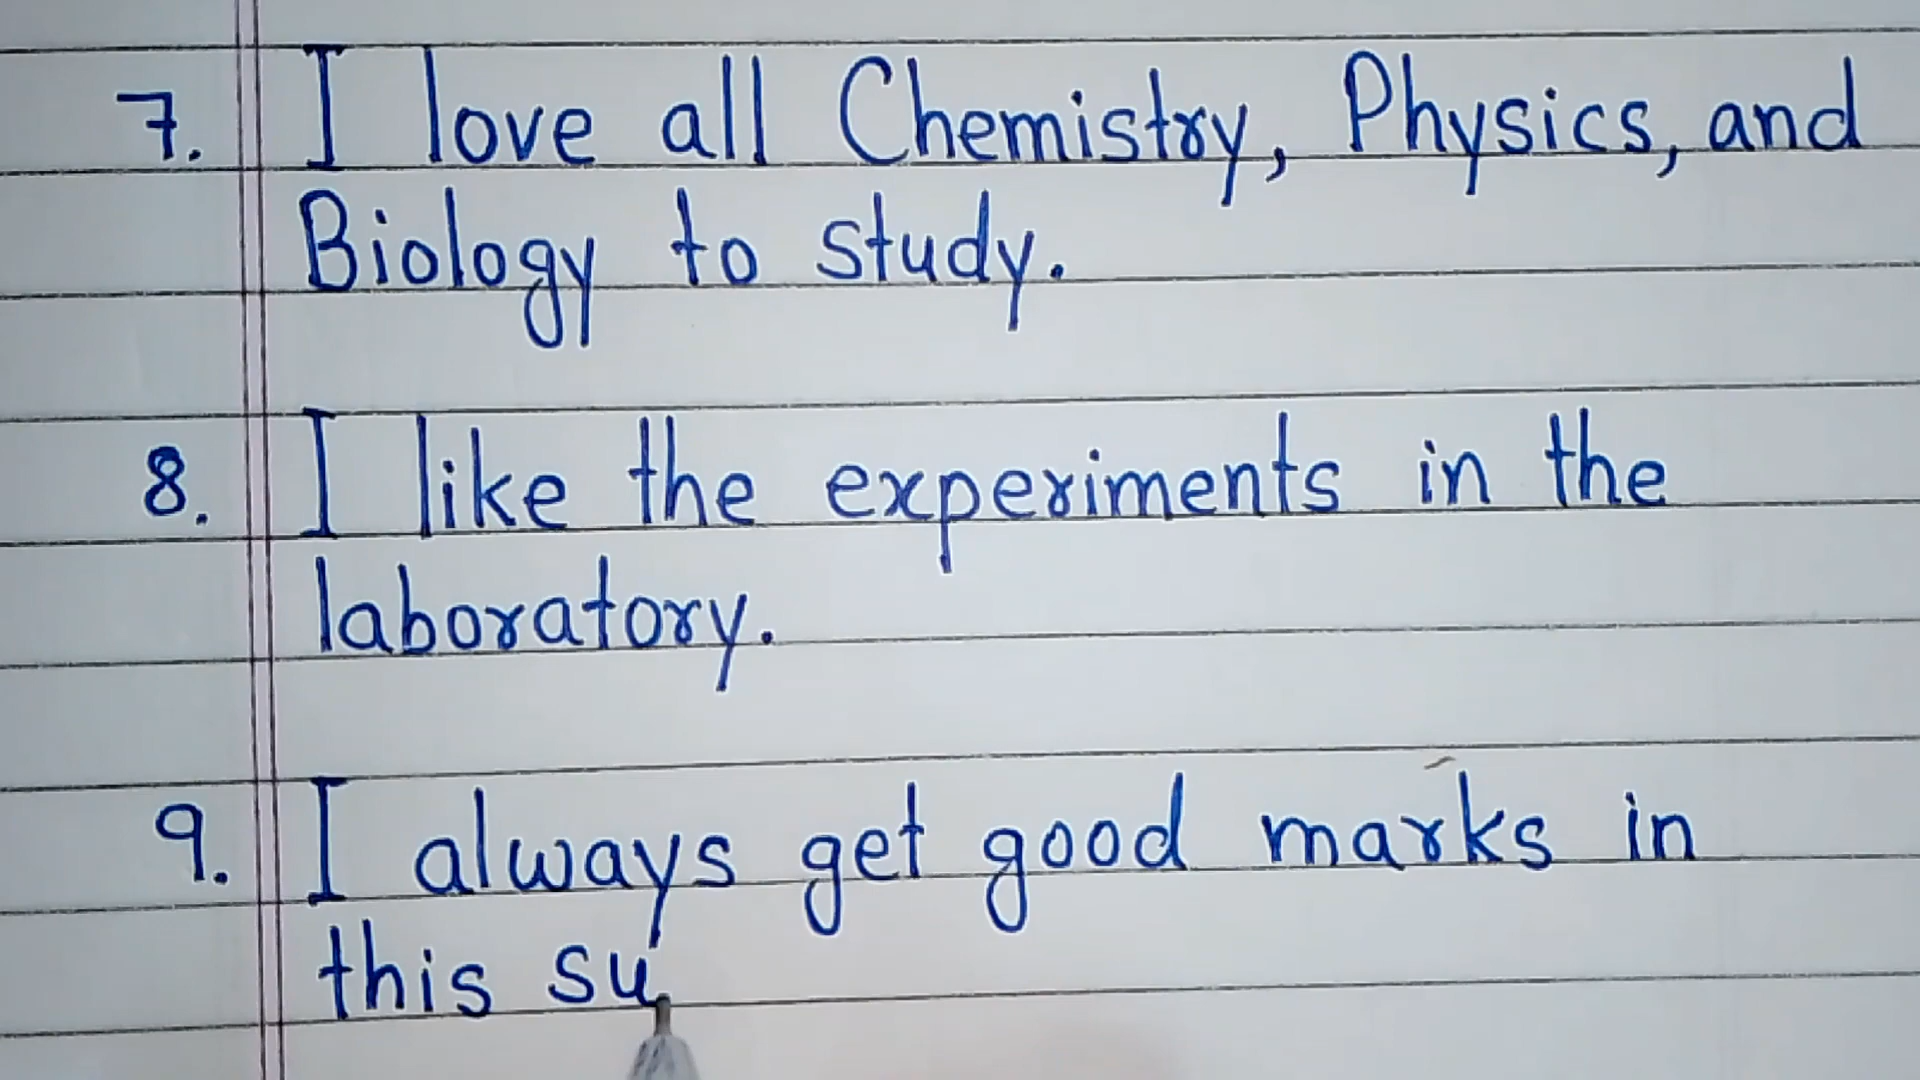 7. I love all Chemistry, Physics, and
Biology to study.
8. I like the experiments in the
laboratory.
9. I always get good marks in
this su